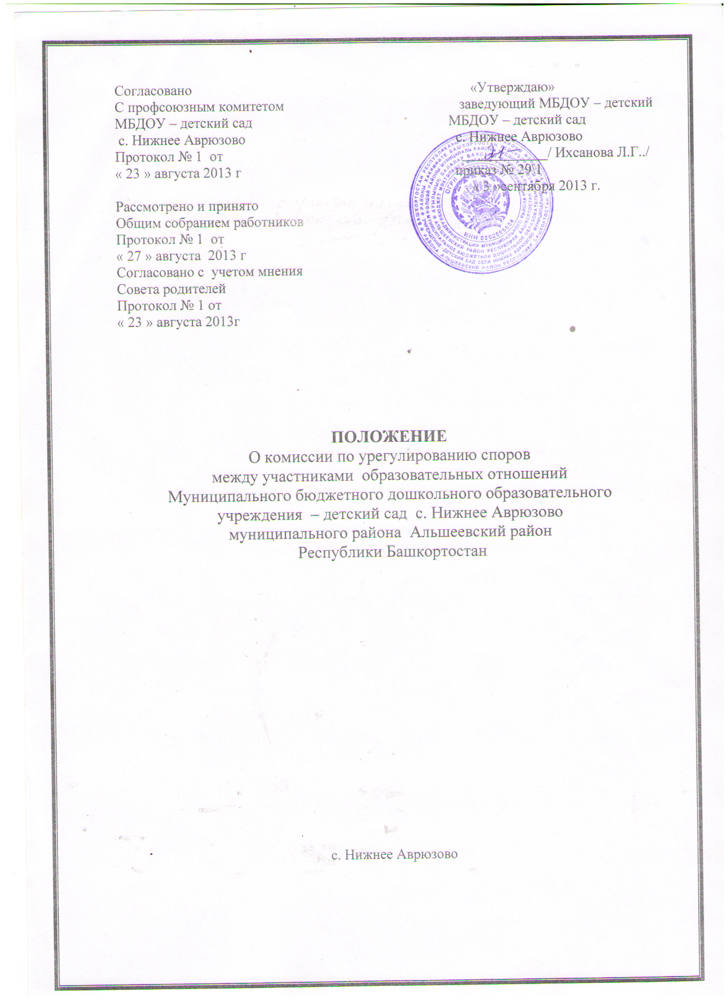 Согласовано
С профсоюзным комитетом
МБДОУ – детский сад
с. Нижнее Аврюзово
Протокол № 1 от
« 23 » августа 2013 г
Рассмотрено и принято
Общим собранием работников
Протокол № 1 от
« 27 » августа 2013 г
Согласовано с учетом мнения
Совета родителей
Протокол № 1 от
« 23 » августа 2013г
«Утверждаю»
заведующий МБДОУ – детский
МБДОУ – детский сад
с. Нижнее Аврюзово
/ Ихсанова Л.Г../
приказ № 29\1
« 3 »сентября 2013 г.
ИНН 0202005604
ПОЛОЖЕНИЕ
О комиссии по урегулированию споров
между участниками образовательных отношений
Муниципального бюджетного дошкольного образовательного
учреждения – детский сад с. Нижнее Аврюзово
муниципального района Альшеевский район
Республики Башкортостан
с. Нижнее Аврюзово